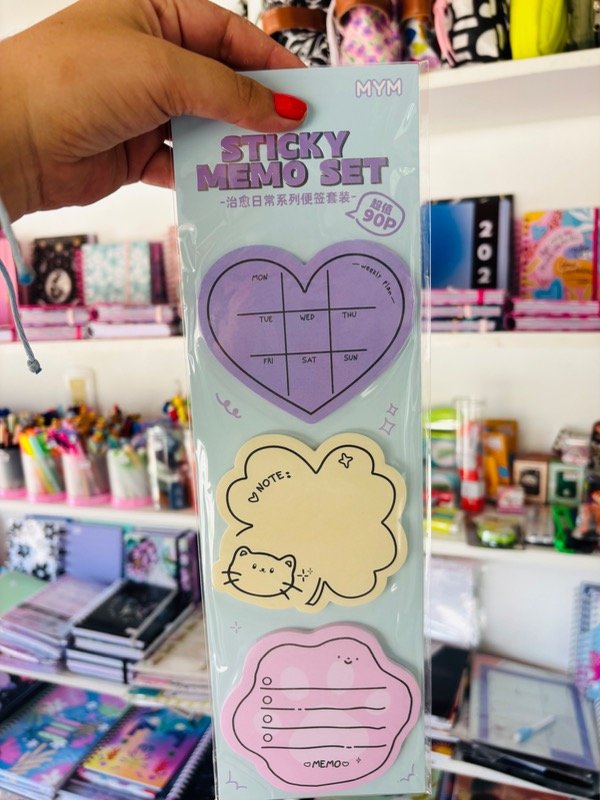 MYM
STICKY
MEMO SET
-治愈日常系列便签套装-
超值
90P
weekly plan
MON
TUE WED THU
FRI SAT SUN
NOTE:
MEMO
202